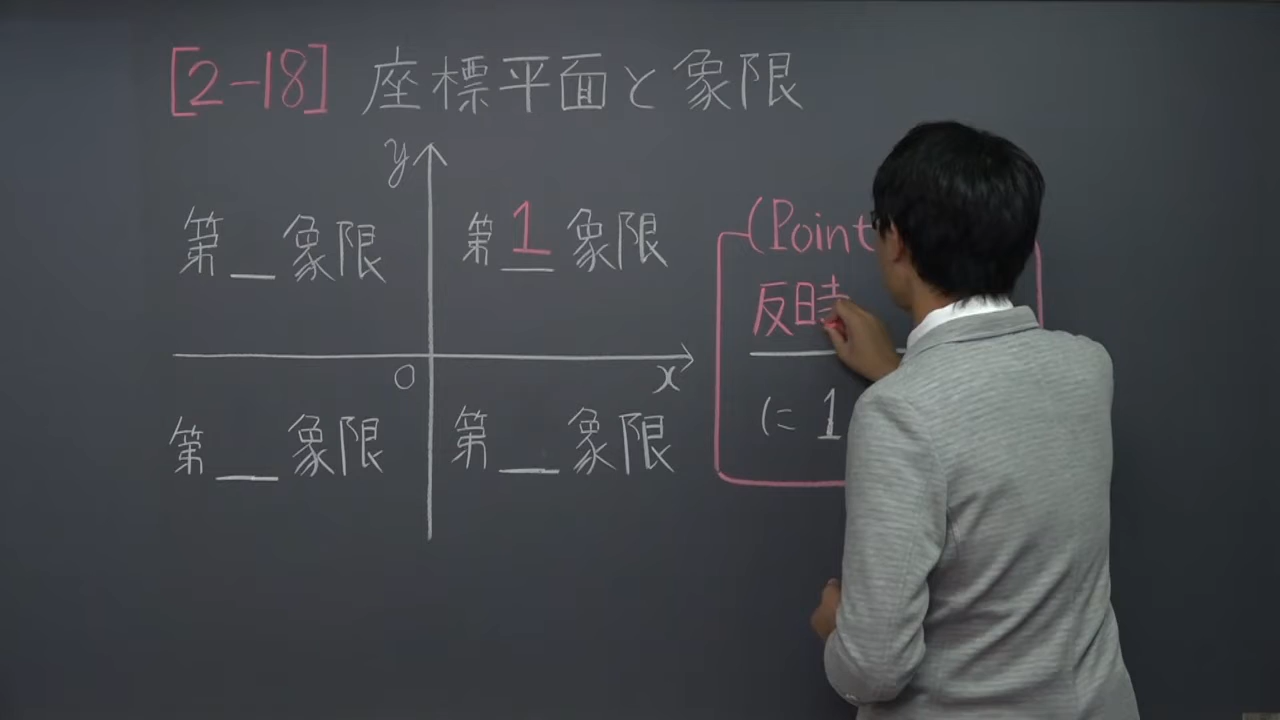 [2-18] 座標平面と象限
y
第_象限 第1象限
O x
第_象限 第_象限
(Point
反時
に1